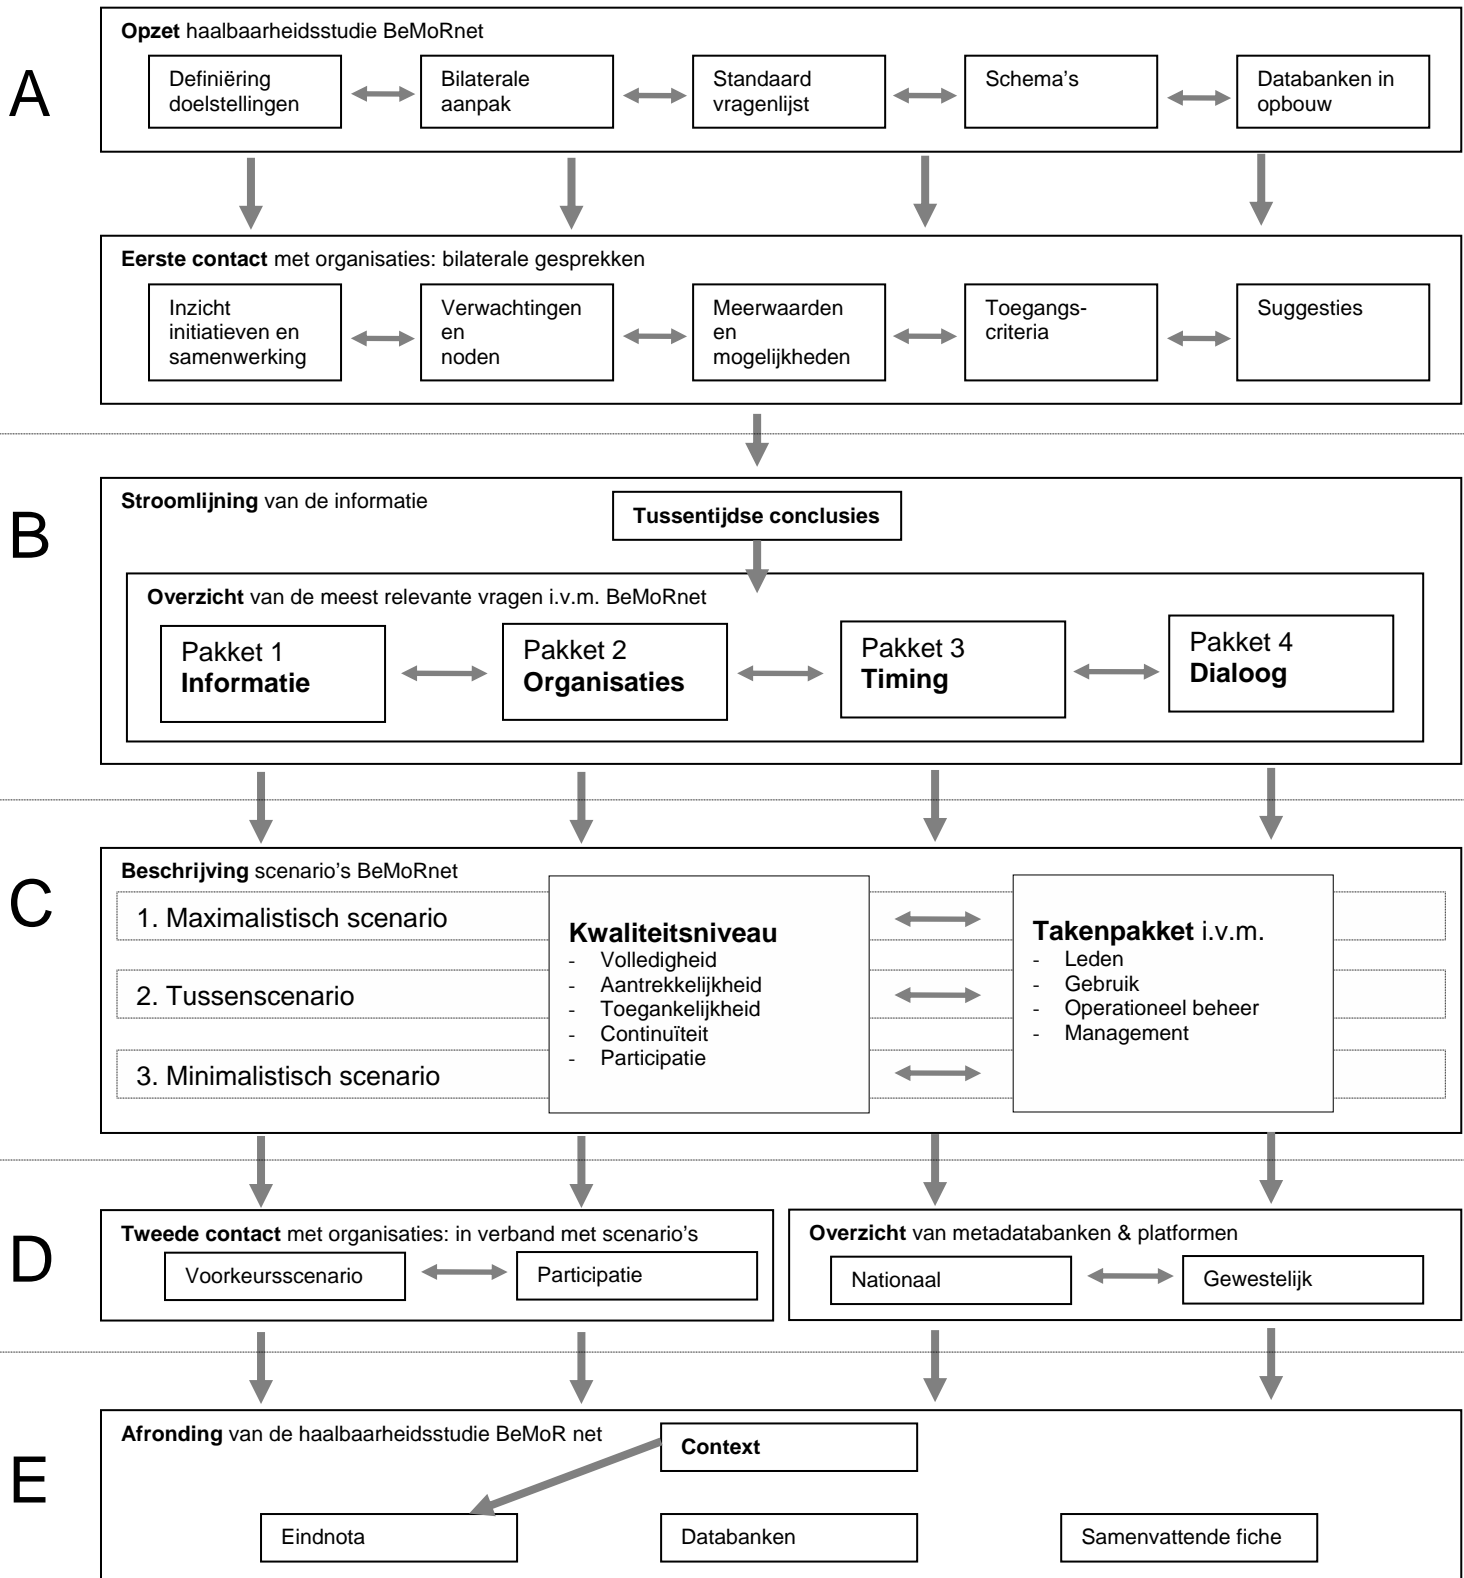 A
Opzet haalbaarheidsstudie BeMoRnet
Definiëring
doelstellingen
Bilaterale
aanpak
Standaard
vragenlijst
Schema's
Databanken in
opbouw
Eerste contact met organisaties: bilaterale gesprekken
Inzicht
initiatieven en
samenwerking
Verwachtingen
en
noden
Meerwaarden
en
mogelijkheden
Toegangs-
criteria
Suggesties
B
Stroomlijning van de informatie
Tussentijdse conclusies
Overzicht van de meest relevante vragen i.v.m. BeMoRnet
Pakket 1
Informatie
Pakket 2
Organisaties
Pakket 3
Timing
Pakket 4
Dialoog
C
Beschrijving scenario's BeMoRnet
1. Maximalistisch scenario
2. Tussenscenario
3. Minimalistisch scenario
Kwaliteitsniveau
- Volledigheid
- Aantrekkelijkheid
- Toegankelijkheid
- Continuïteit
- Participatie
Takenpakket i.v.m.
- Leden
- Gebruik
- Operationeel beheer
- Management
D
Tweede contact met organisaties: in verband met scenario's
Voorkeursscenario
Participatie
Overzicht van metadatabanken & platformen
Nationaal
Gewestelijk
E
Afronding van de haalbaarheidsstudie BeMoR net
Context
Eindnota
Databanken
Samenvattende fiche